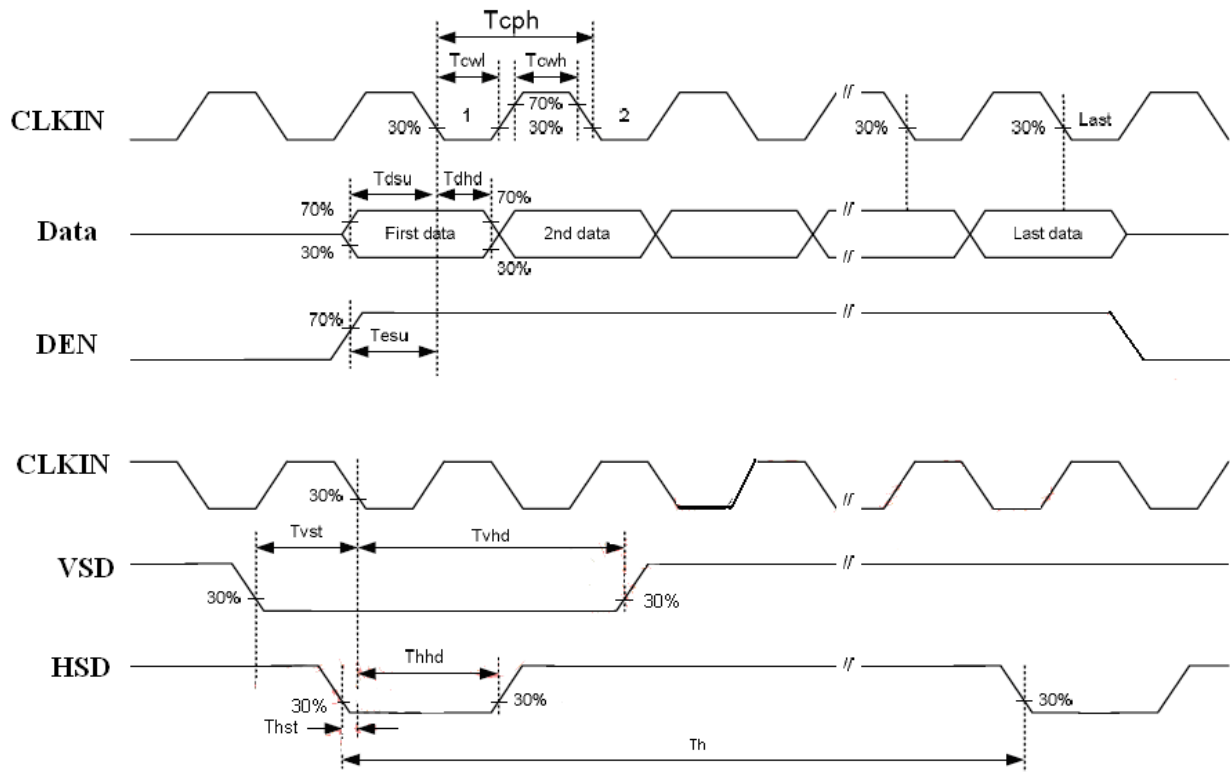 Tcph
Tcwl Tcwh
CLKIN 30% 1 70% 30% 2 30% 30% Last
Tdsu Tdhd
70% 70%
Data First data 2nd data Last data
30% 30%
70%
DEN Tesu
CLKIN 30%
Tvst Tvhd
VSD 30% 30%
HSD Thhd
30% 30% 30%
Thst
Th